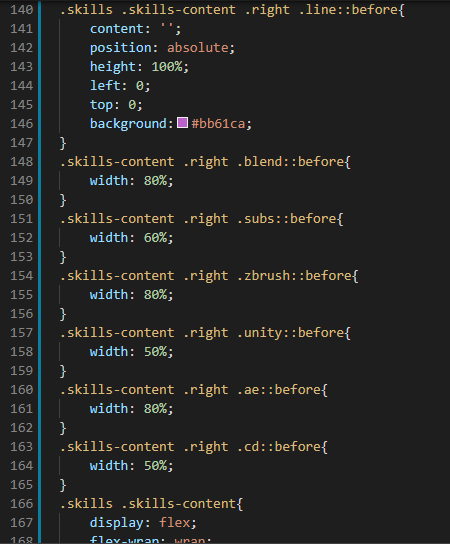 140 .skills .skills-content .right .line::before{
141 content: '';
142 position: absolute;
143 height: 100%;
144 left: 0;
145 top: 0;
146 background: #bb61ca;
147 }
148 .skills-content .right .blend::before{
149 width: 80%;
150 }
151 .skills-content .right .subs::before{
152 width: 60%;
153 }
154 .skills-content .right .zbrush::before{
155 width: 80%;
156 }
157 .skills-content .right .unity::before{
158 width: 50%;
159 }
160 .skills-content .right .ae::before{
161 width: 80%;
162 }
163 .skills-content .right .cd::before{
164 width: 50%;
165 }
166 .skills .skills-content{
167 display: flex;
168 flex-wrap: wrap;